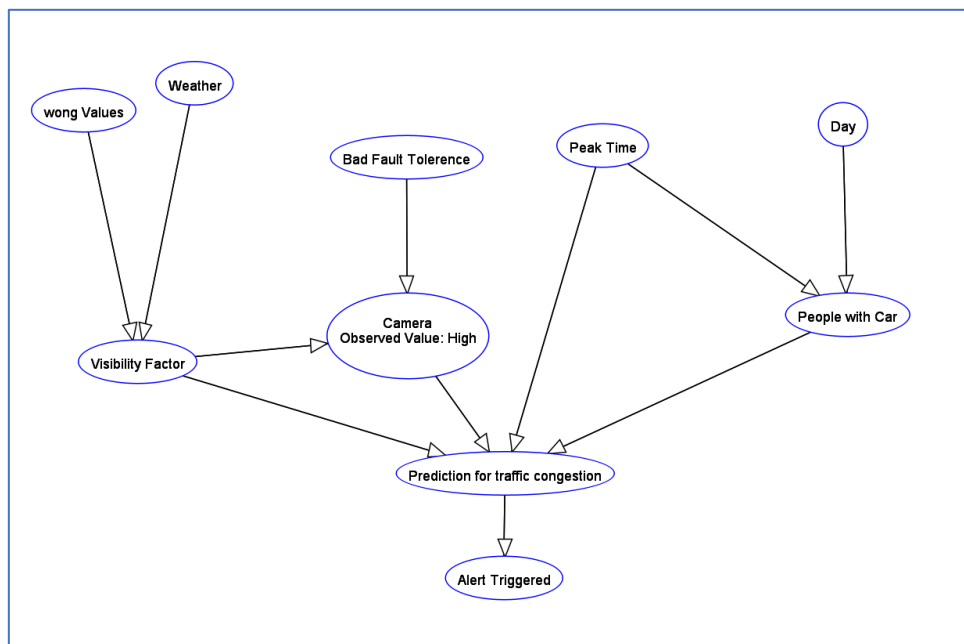 Weather
wong Values
Day
Peak Time
Bad Fault Tolerence
People with Car
Camera
Observed Value: High
Visibility Factor
Prediction for traffic congestion
Alert Triggered